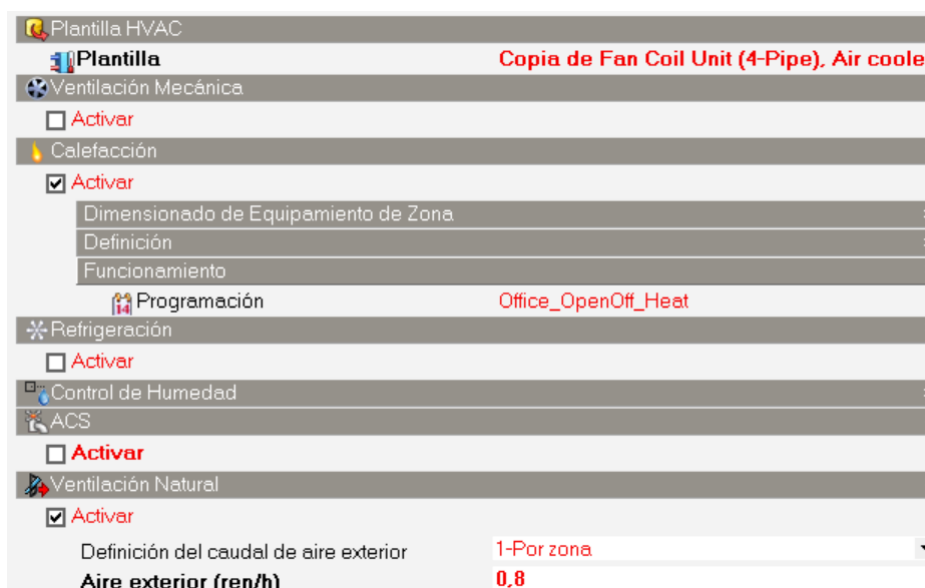 Plantilla HVAC
Plantilla Copia de Fan Coil Unit (4-Pipe), Air coole
Ventilación Mecánica
Activar
Calefacción
Activar
Dimensionado de Equipamiento de Zona
Definición
Funcionamiento
14 Programación Office_OpenOff_Heat
Refrigeración
Activar
Control de Humedad
ACS
Activar
Ventilación Natural
Activar
Definición del caudal de aire exterior 1-Por zona
Aire exterior (ren/h) 0,8